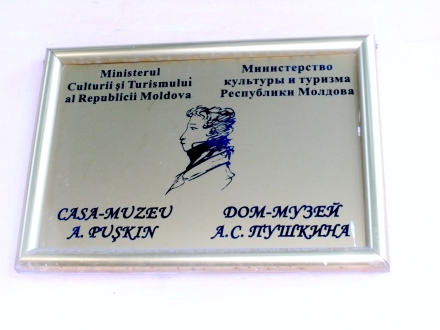 Ministerul
Culturii şi Turismului
al Republicii Moldova
Министерство
культуры и туризма
Республики Молдова
CASA-MUZEU
A. PUŞKIN
ДОМ-МУЗЕЙ
А.С. ПУШКИНА